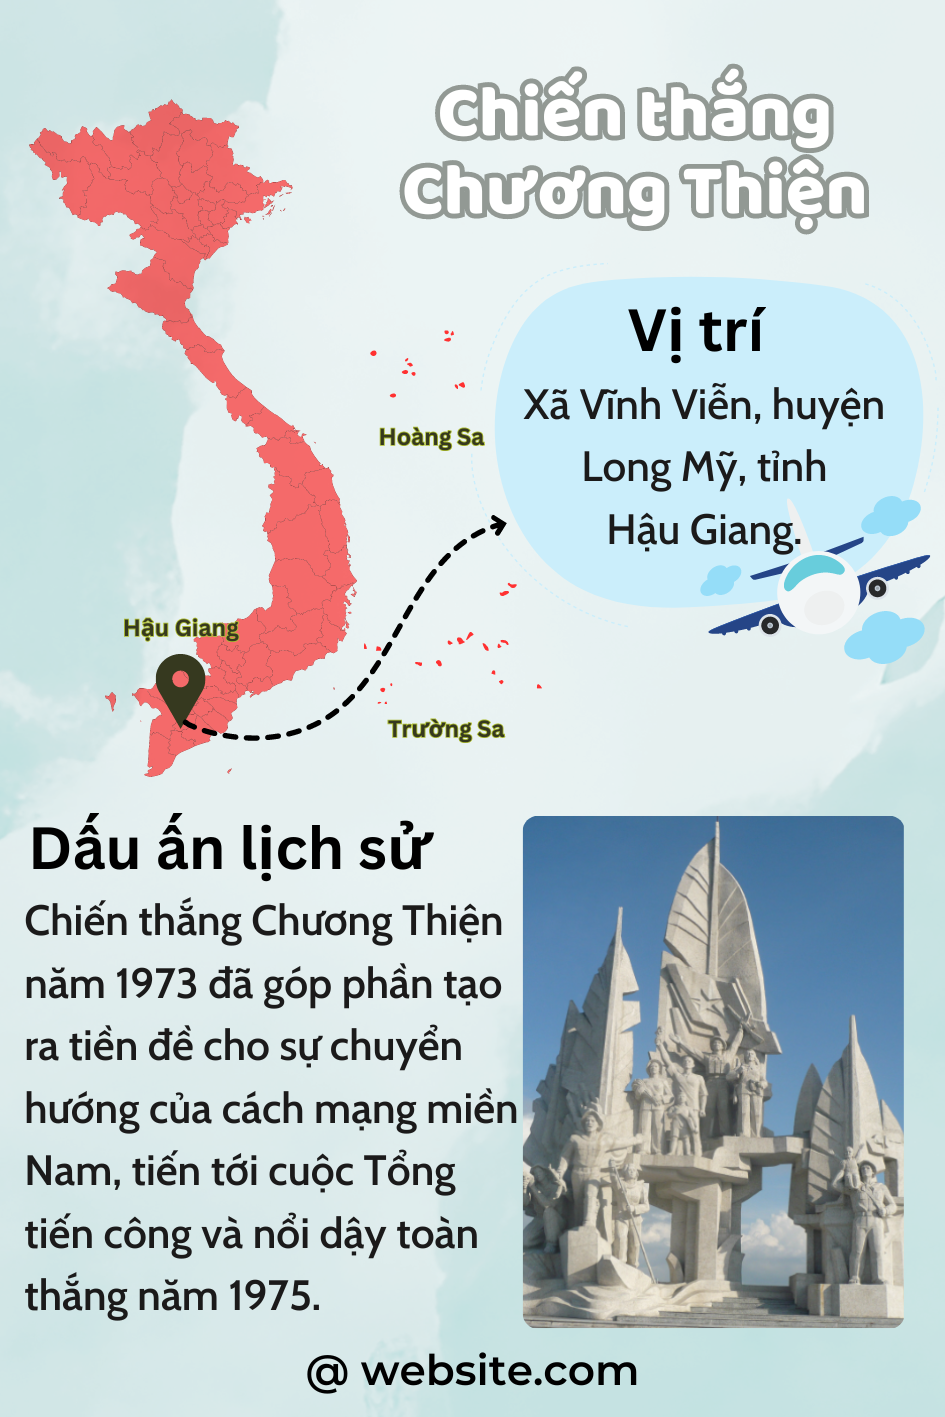 Chiến thắng
Chương Thiện
Vị trí
Xã Vĩnh Viễn, huyện
Long Mỹ, tỉnh
Hậu Giang.
Hoàng Sa
Hậu Giang
Trường Sa
Dấu ấn lịch sử
Chiến thắng Chương Thiện
năm 1973 đã góp phần tạo
ra tiền đề cho sự chuyển
hướng của cách mạng miền
Nam, tiến tới cuộc Tổng
tiến công và nổi dậy toàn
thắng năm 1975.
@ website.com